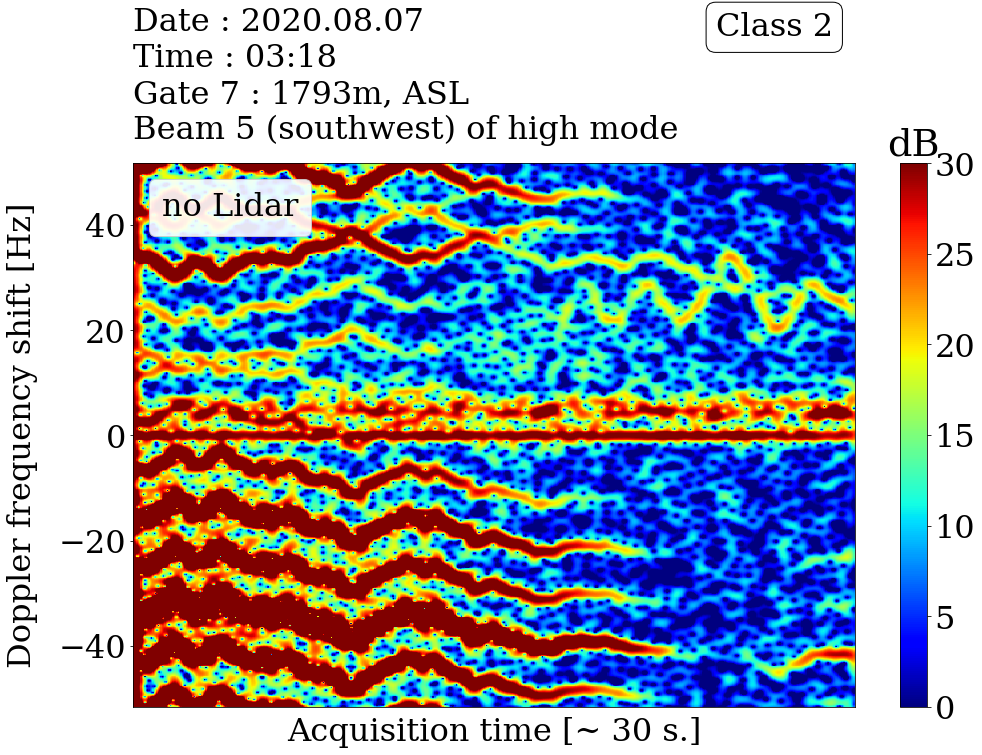 Date : 2020.08.07
Time : 03:18
Gate 7 : 1793m, ASL
Beam 5 (southwest) of high mode
Class 2
dB
no Lidar
Doppler frequency shift [Hz]
40
20
0
−20
−40
30
25
20
15
10
5
0
Acquisition time [~ 30 s.]